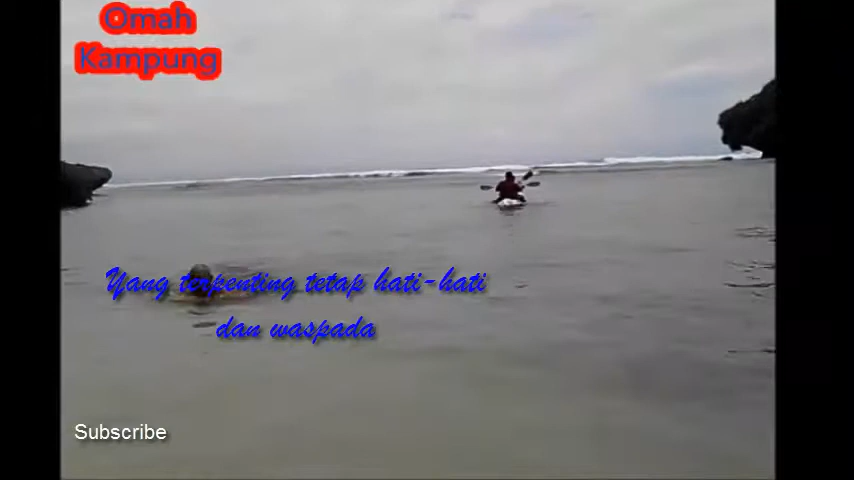 Omah
Kampung
Yang terpenting tetap hati-hati
dan waspada
Subscribe